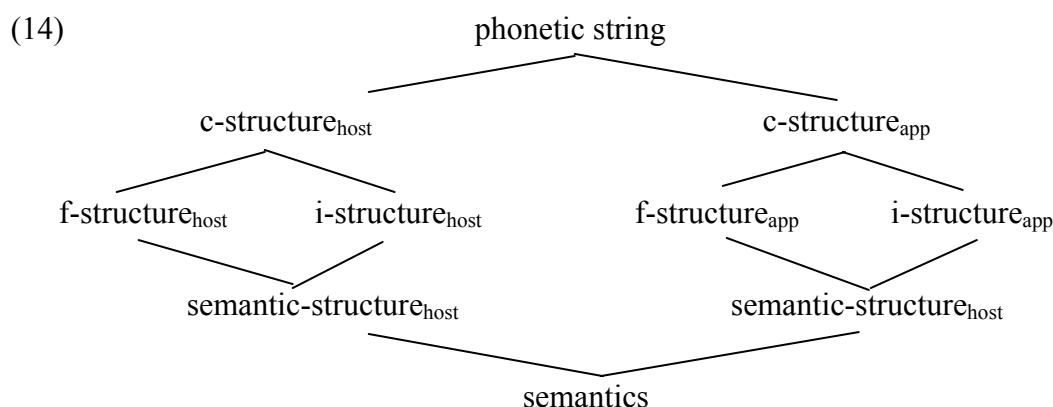 (14) phonetic string
c-structurehost c-structureapp
f-structurehost i-structurehost f-structureapp i-structureapp
semantic-structurehost semantic-structurehost
semantics